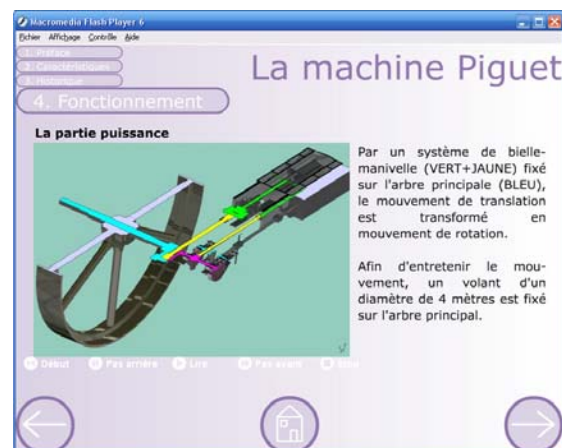 Macromedia Flash Player 6
Fichier Affichage Contrôle Aide
1. Préface
2. Caractéristiques
3. Historique
4. Fonctionnement
La machine Piguet
La partie puissance
Par un système de bielle-
manivelle (VERT+JAUNE) fixé
sur l'arbre principale (BLEU),
le mouvement de translation
est transformé en
mouvement de rotation.
Afin d'entretenir le mou-
vement, un volant d'un
diamètre de 4 mètres est fixé
sur l'arbre principal.
Début Pas arrière Lire Pas avant